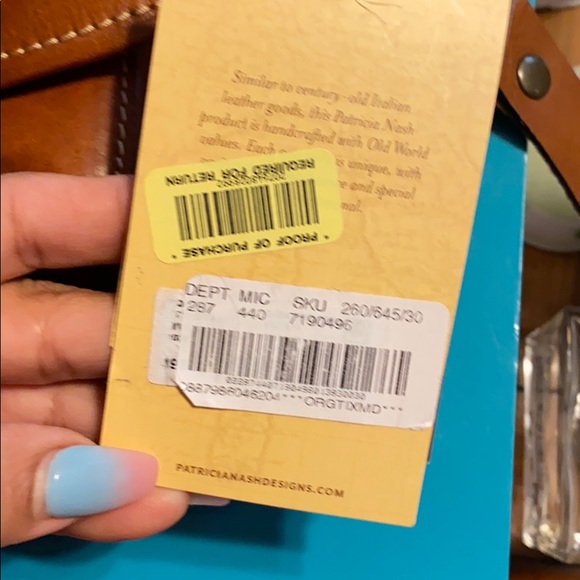 Similar to century-old Italian
leather goods, this Patricia Nash
product is handcrafted with Old World
values. Each is unique, with
and special
REQUIRED FOR RETURN
* PROOF OF PURCHASE *
DEPT MIC SKU 260/645/30
287 440 7190496
***ORGTIXMD***
PATRICIANASHDESIGNS.COM